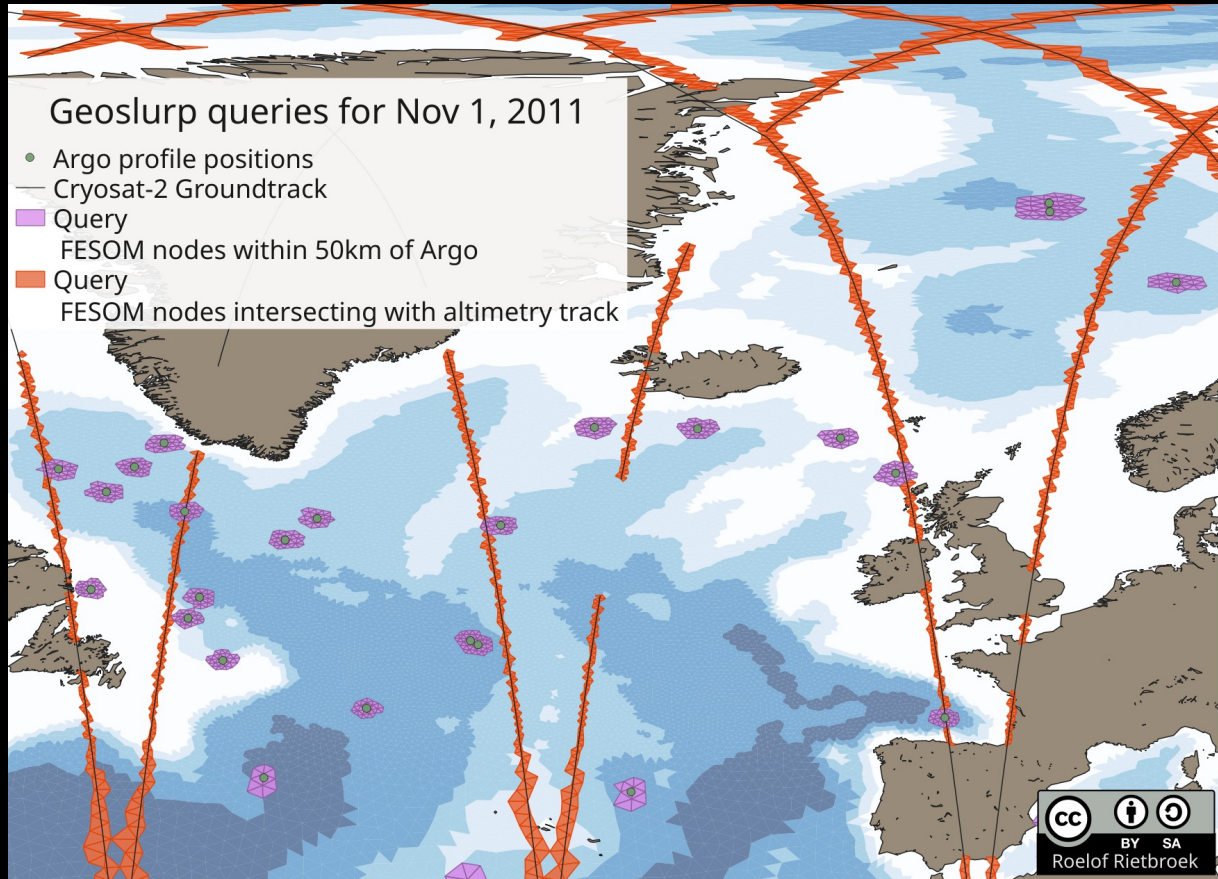 Geoslurp queries for Nov 1, 2011
Argo profile positions
Cryosat-2 Groundtrack
Query
FESOM nodes within 50km of Argo
Query
FESOM nodes intersecting with altimetry track
cc
BY SA
Roelof Rietbroek